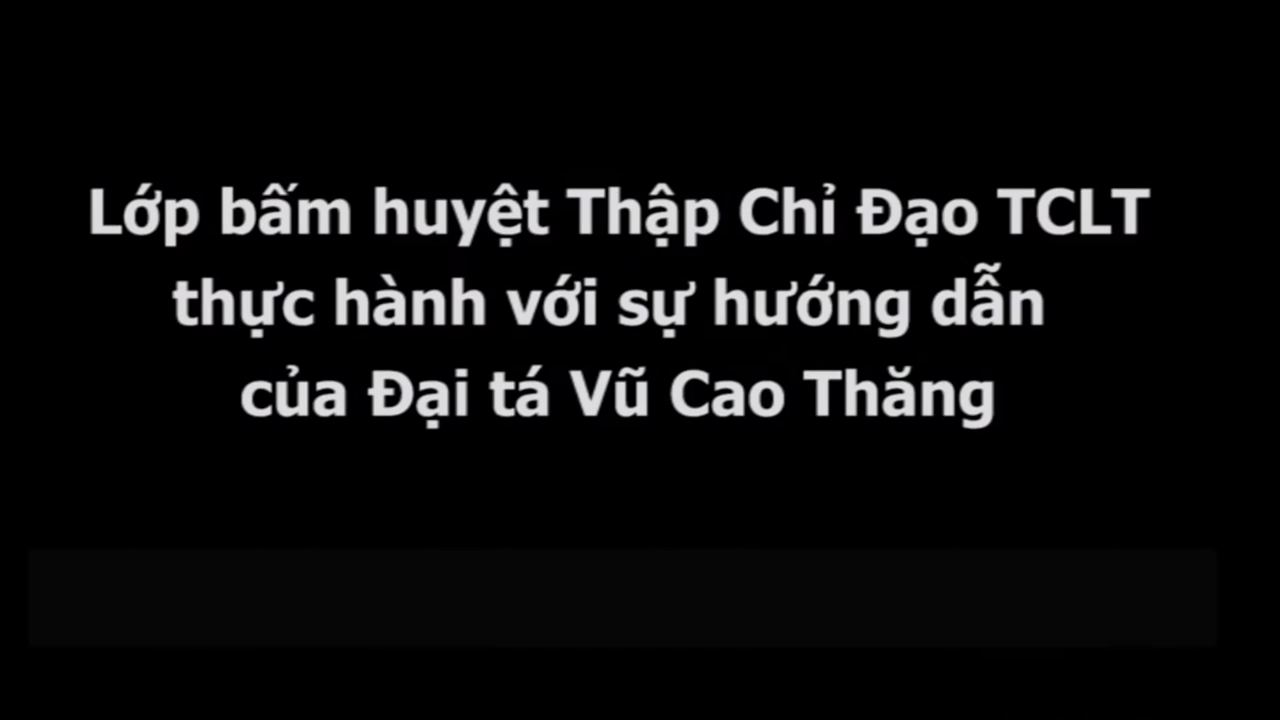 Lớp bấm huyệt Thập Chỉ Đạo TCLT
thực hành với sự hướng dẫn
của Đại tá Vũ Cao Thăng